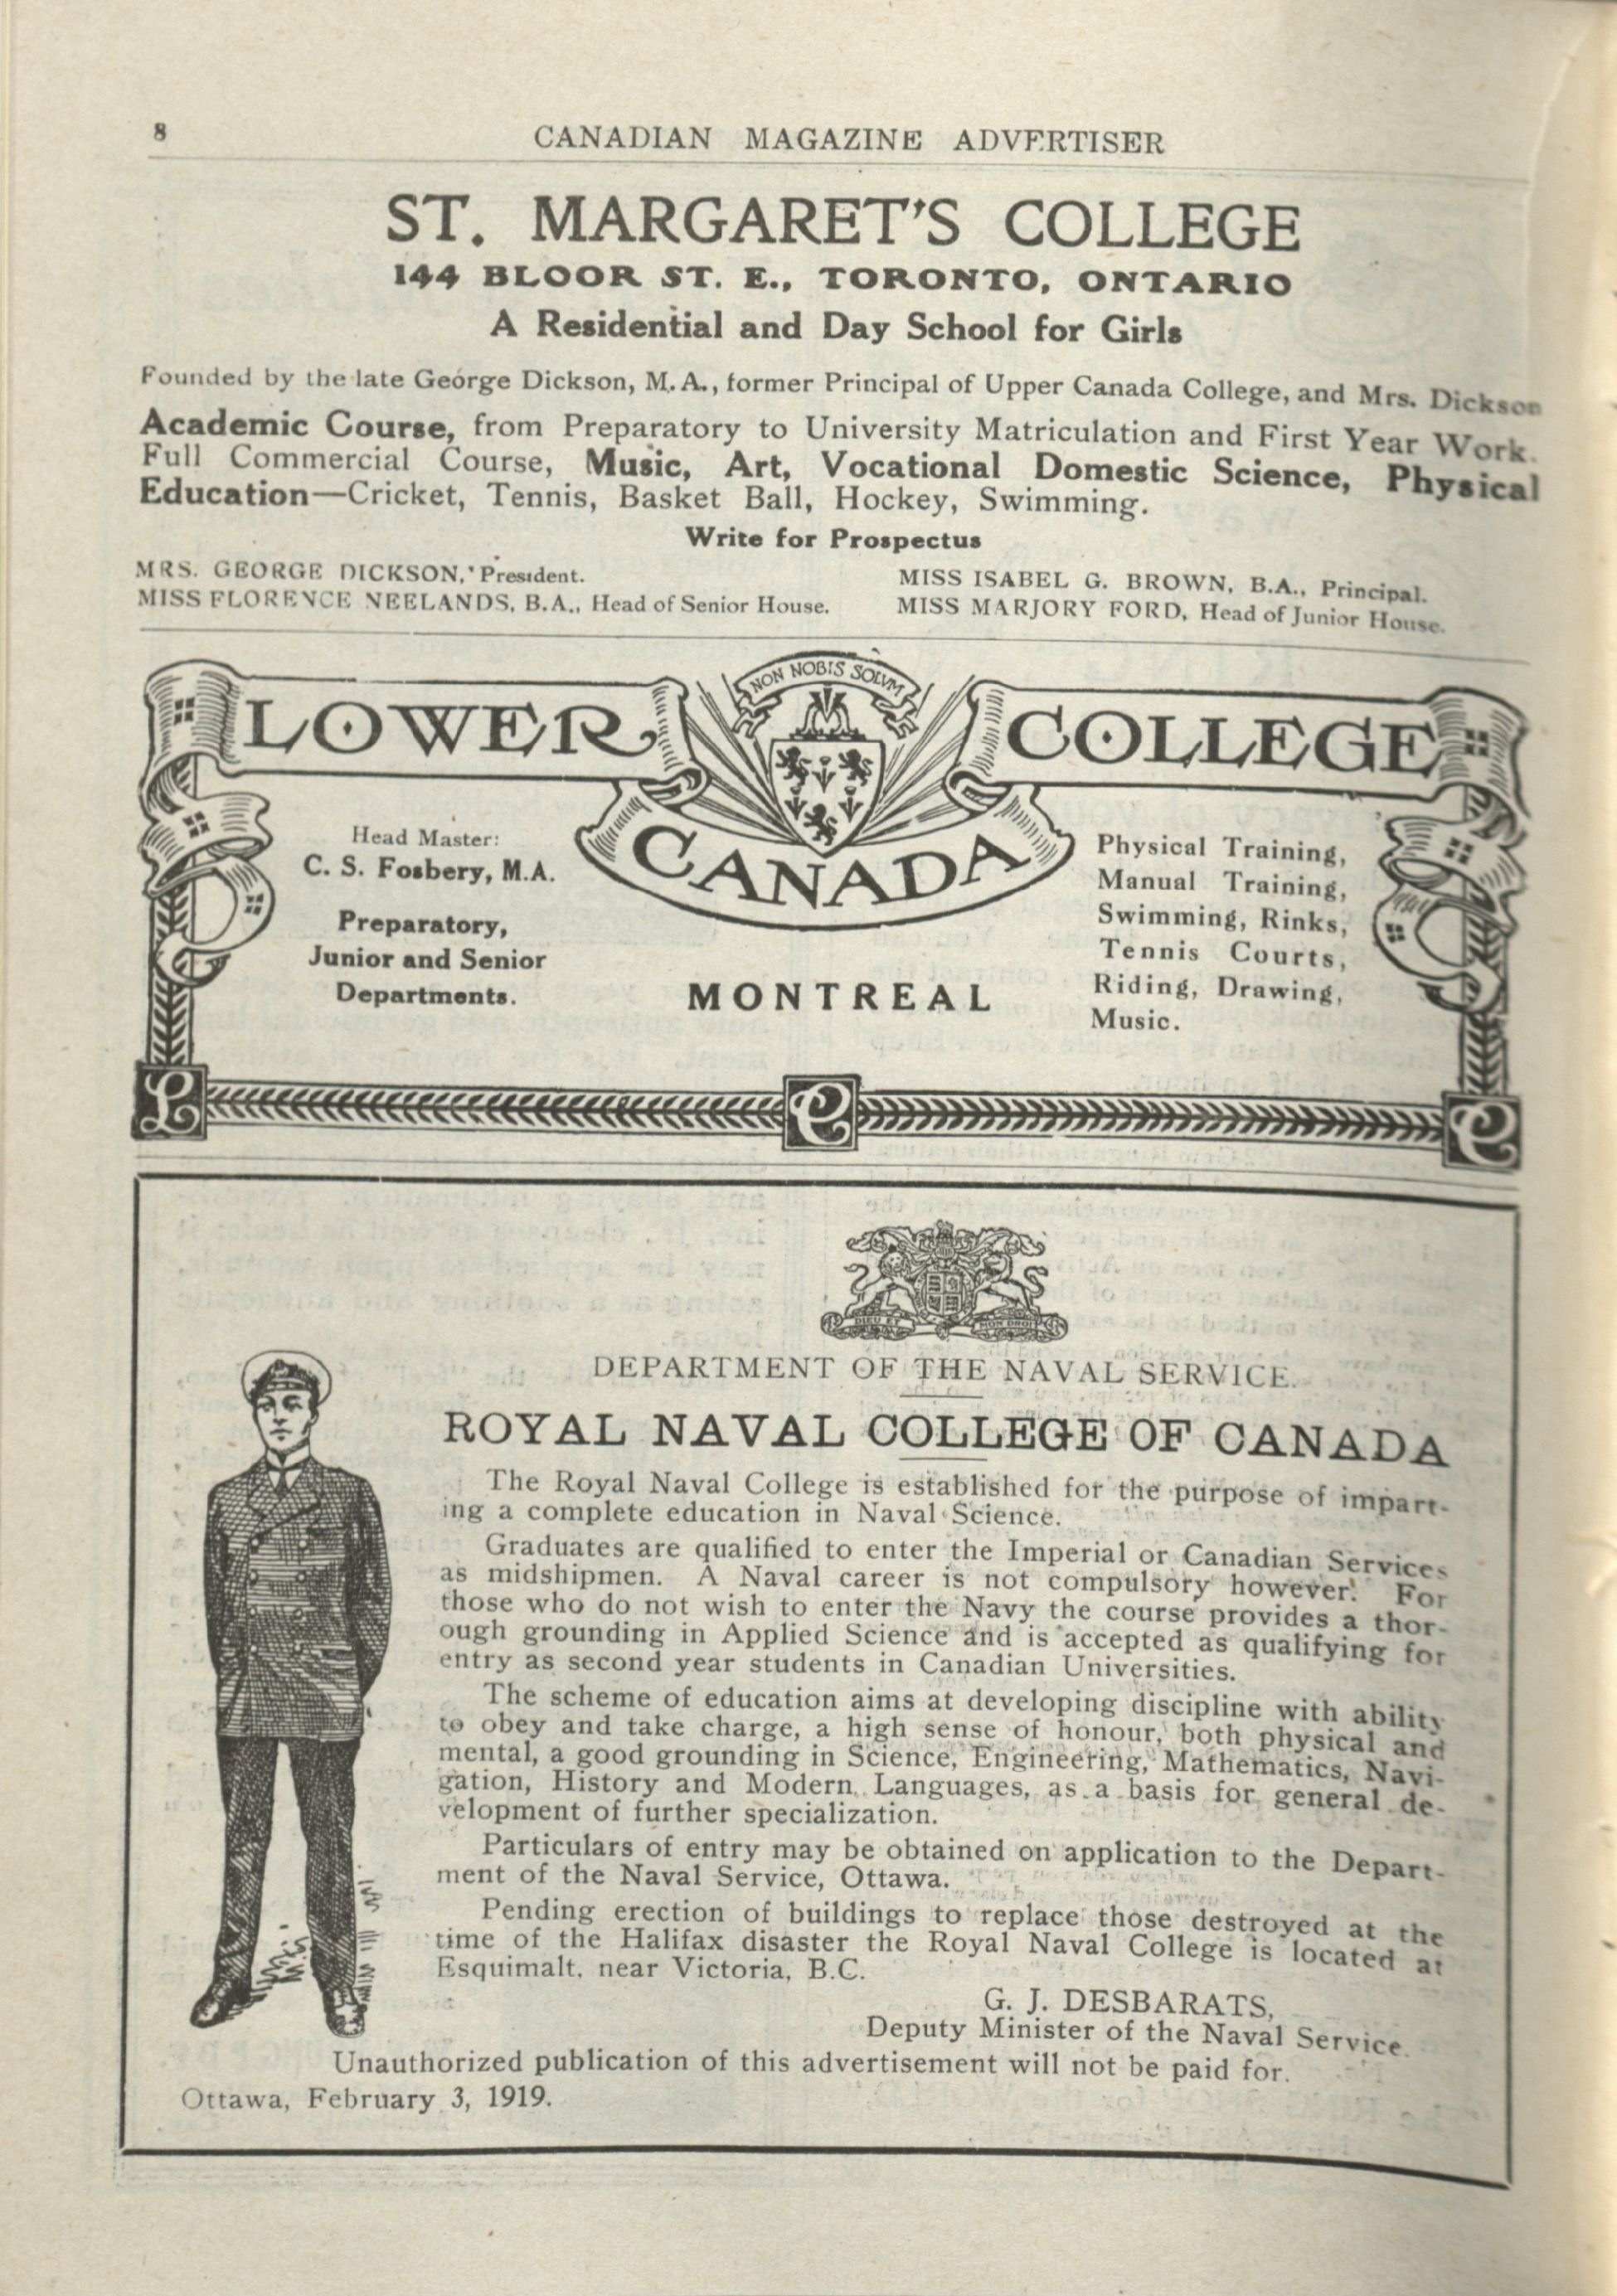 8
CANADIAN MAGAZINE ADVERTISER
ST. MARGARET'S COLLEGE
144 BLOOR ST. E., TORONTO, ONTARIO
A Residential and Day School for Girls
Founded by the late George Dickson, M.A., former Principal of Upper Canada College, and Mrs. Dickson
Academic Course, from Preparatory to University Matriculation and First Year Work.
Full Commercial Course, Music, Art, Vocational Domestic Science, Physical
Education—Cricket, Tennis, Basket Ball, Hockey, Swimming.
Write for Prospectus
MRS. GEORGE DICKSON, President.
MISS FLORENCE NEELANDS, B.A., Head of Senior House.
MISS ISABEL G. BROWN, B.A., Principal.
MISS MARJORY FORD, Head of Junior House.
NON NOBIS SOLVM
LOWER
CANADA
COLLEGE
Head Master:
C. S. Fosbery, M.A.
Preparatory,
Junior and Senior
Departments.
MONTREAL
Physical Training,
Manual Training,
Swimming, Rinks,
Tennis Courts,
Riding, Drawing,
Music.
L C C
DIEU ET MON DROIT
DEPARTMENT OF THE NAVAL SERVICE.
ROYAL NAVAL COLLEGE OF CANADA
The Royal Naval College is established for the purpose of impart-
ing a complete education in Naval Science.
Graduates are qualified to enter the Imperial or Canadian Services
as midshipmen. A Naval career is not compulsory however. For
those who do not wish to enter the Navy the course provides a thor-
ough grounding in Applied Science and is accepted as qualifying for
entry as second year students in Canadian Universities.
The scheme of education aims at developing discipline with ability
to obey and take charge, a high sense of honour, both physical and
mental, a good grounding in Science, Engineering, Mathematics, Navi-
gation, History and Modern Languages, as a basis for general de-
velopment of further specialization.
Particulars of entry may be obtained on application to the Depart-
ment of the Naval Service, Ottawa.
Pending erection of buildings to replace those destroyed at the
time of the Halifax disaster the Royal Naval College is located at
Esquimalt, near Victoria, B.C.
G. J. DESBARATS,
Deputy Minister of the Naval Service.
Unauthorized publication of this advertisement will not be paid for.
Ottawa, February 3, 1919.